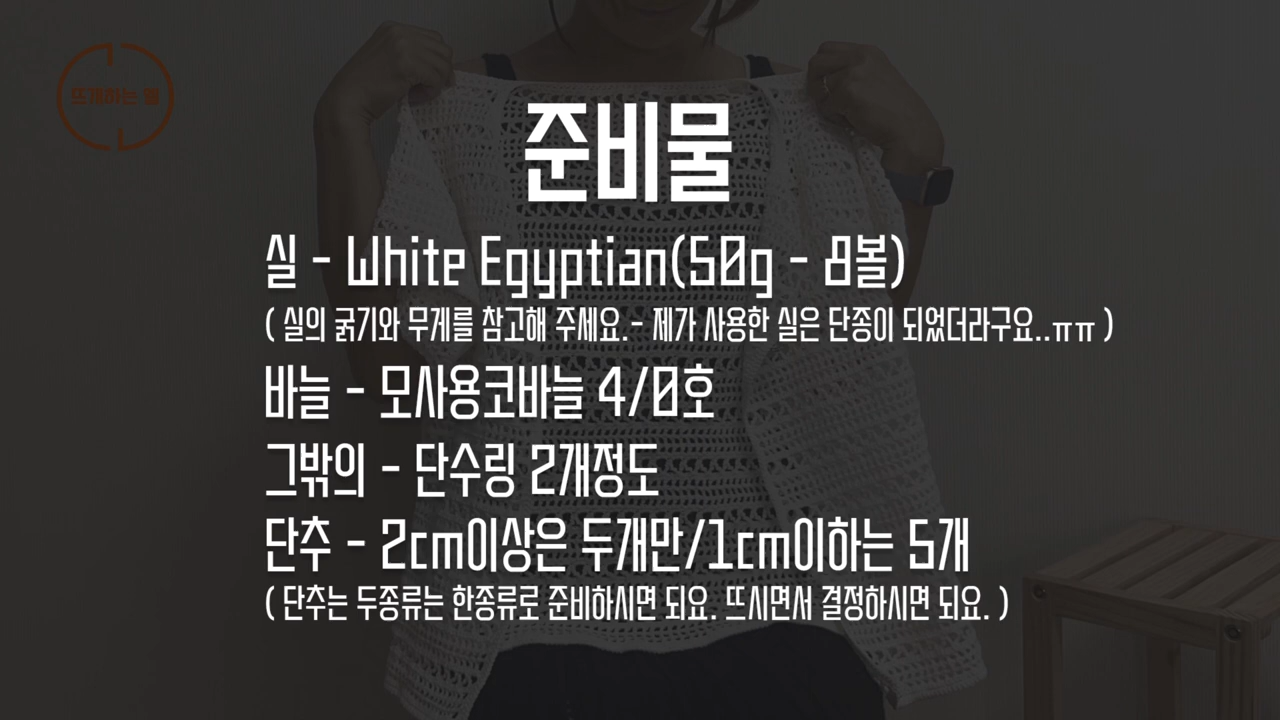 뜨개하는 엘
준비물
실 - White Egyptian(50g - 8볼)
( 실의 굵기와 무게를 참고해 주세요. - 제가 사용한 실은 단종이 되었더라구요..ㅠㅠ )
바늘 - 모사용코바늘 4/0호
그밖의 - 단수링 2개정도
단추 - 2cm이상은 두개만/1cm이하는 5개
( 단추는 두종류는 한종류로 준비하시면 되요. 뜨시면서 결정하시면 되요. )